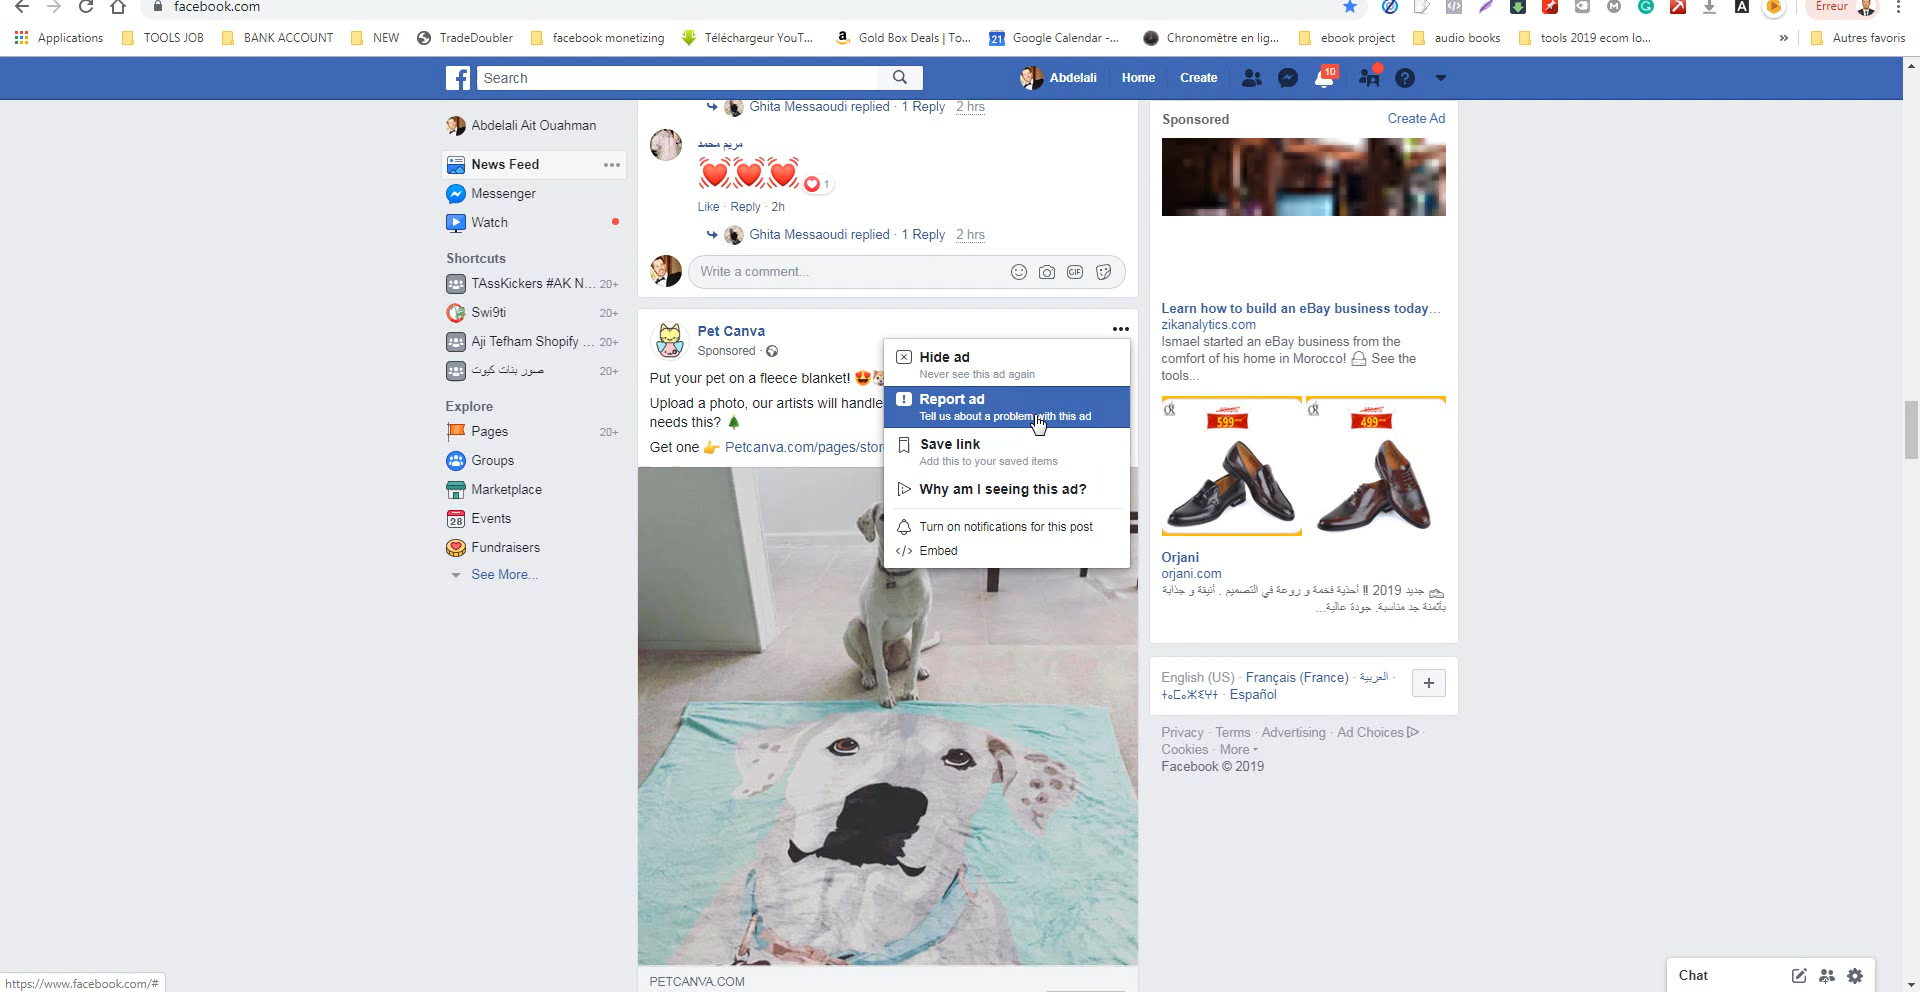 facebook.com
Erreur
Applications
TOOLS JOB
BANK ACCOUNT
NEW
TradeDoubler
facebook monetizing
Téléchargeur YouT...
Gold Box Deals | To...
Google Calendar -...
Chronomètre en lig...
ebook project
audio books
tools 2019 ecom lo...
»
Autres favoris
Search
Abdelali
Home
Create
10
Abdelali Ait Ouahman
News Feed
Messenger
Watch
Shortcuts
TAssKickers #AK N... 20+
Swi9ti 20+
Aji Tefham Shopify ... 20+
صور بنات كيوت 20+
Explore
Pages 20+
Groups
Marketplace
Events
Fundraisers
See More...
Ghita Messaoudi replied · 1 Reply 2 hrs
مريم محمد
1
Like · Reply · 2h
Ghita Messaoudi replied · 1 Reply 2 hrs
Write a comment...
GIF
Pet Canva
Sponsored ·
Put your pet on a fleece blanket!
Upload a photo, our artists will handle
needs this?
Get one Petcanva.com/pages/stor
Hide ad
Never see this ad again
Report ad
Tell us about a problem with this ad
Save link
Add this to your saved items
Why am I seeing this ad?
Turn on notifications for this post
</> Embed
PETCANVA.COM
Sponsored
Create Ad
Learn how to build an eBay business today...
zikanalytics.com
Ismael started an eBay business from the
comfort of his home in Morocco! See the
tools...
599
499
Orjani
orjani.com
جديد 2019 !! أحذية فخمة و روعة في التصميم . أنيقة و جذابة
بأثمنة جد مناسبة. جودة عالية...
English (US) · Français (France) · العربية ·
ⵜⴰⵎⴰⵣⵉⵖⵜ · Español
Privacy · Terms · Advertising · Ad Choices ·
Cookies · More
Facebook © 2019
Chat
https://www.facebook.com/#